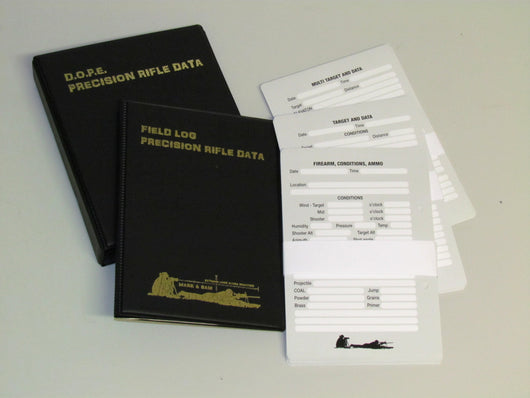 D.O.P.E.
PRECISION RIFLE DATA
FIELD LOG
PRECISION RIFLE DATA
MARK & SAM
MULTI TARGET AND DATA
Date Time
Target Distance
TARGET AND DATA
Date Time
CONDITIONS
Target Distance
FIREARM, CONDITIONS, AMMO
Date Time
Location
CONDITIONS
Wind - Target o'clock
Mid o'clock
Shooter o'clock
Humidity Pressure Temp
Shooter Alt Target Alt
Projectile
COAL Jump
Powder Grains
Brass Primer